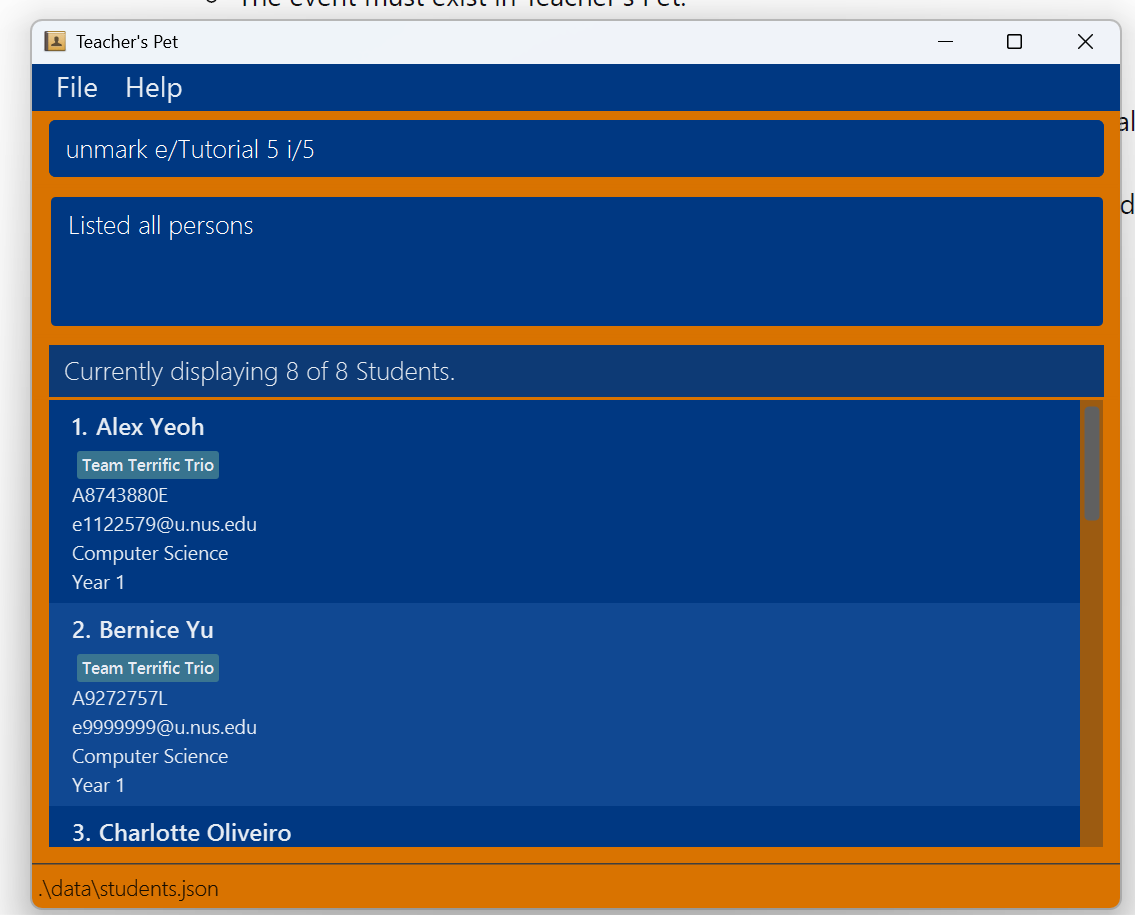 The event must exist in Teacher's Pet.
Teacher's Pet
File Help
al
unmark e/Tutorial 5 i/5
d
Listed all persons
Currently displaying 8 of 8 Students.
1. Alex Yeoh
Team Terrific Trio
A8743880E
e1122579@u.nus.edu
Computer Science
Year 1
2. Bernice Yu
Team Terrific Trio
A9272757L
e9999999@u.nus.edu
Computer Science
Year 1
3. Charlotte Oliveiro
.\data\students.json